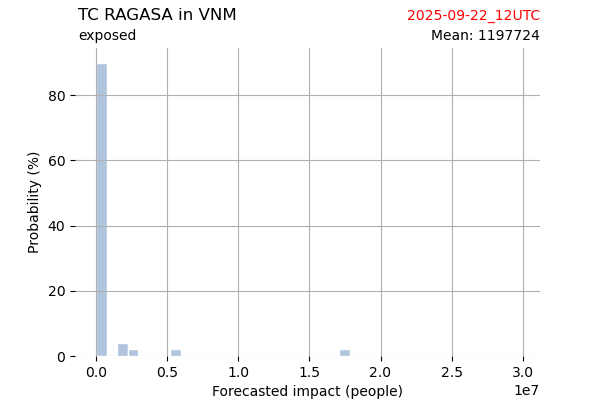 TC RAGASA in VNM
2025-09-22_12UTC
exposed
Mean: 1197724
Probability (%)
80
60
40
20
0
0.0 0.5 1.0 1.5 2.0 2.5 3.0
1e7
Forecasted impact (people)